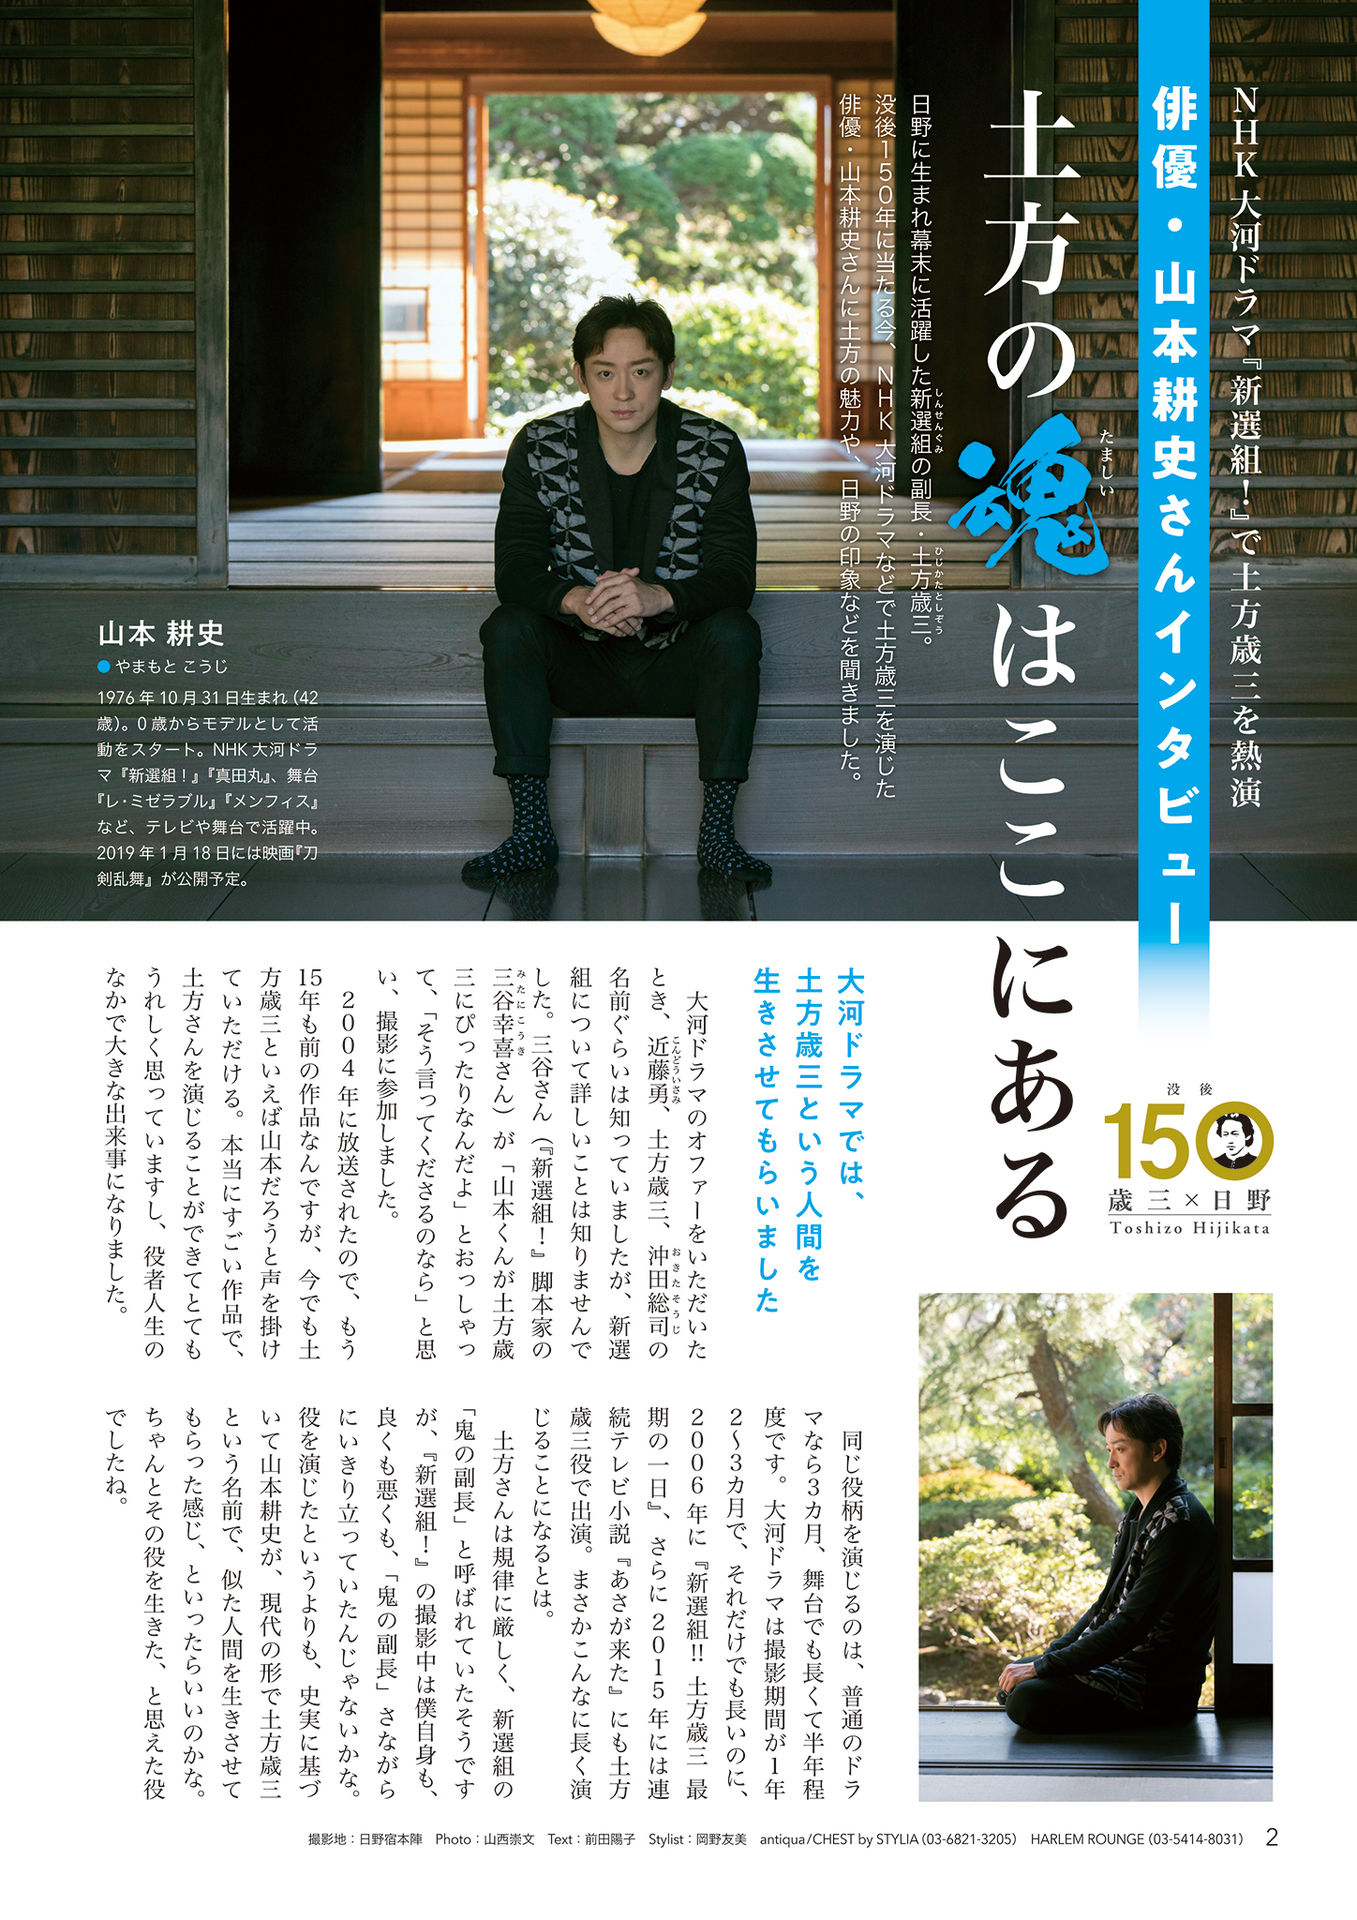 NHK大河ドラマ『新選組！』で土方歳三を熱演
俳優・山本耕史さんインタビュー
土方の魂はここにある
たましい
日野に生まれ幕末に活躍した新選組の副長・土方歳三。
しんせんぐみ
ひじかたとしぞう
没後150年に当たる今、NHK大河ドラマなどで土方歳三を演じた
俳優・山本耕史さんに土方の魅力や、日野の印象などを聞きました。
山本 耕史
●やまもと こうじ
1976年10月31日生まれ（42
歳）。0歳からモデルとして活
動をスタート。NHK大河ドラ
マ『新選組！』『真田丸』、舞台
『レ・ミゼラブル』『メンフィス』
など、テレビや舞台で活躍中。
2019年1月18日には映画『刀
剣乱舞』が公開予定。
没後
150
歳三×日野
Toshizo Hijikata
大河ドラマでは、
土方歳三という人間を
生きさせてもらいました
大河ドラマのオファーをいただいた
とき、近藤勇、土方歳三、沖田総司の
こんどういさみ
おきたそうじ
名前ぐらいは知っていましたが、新選
組について詳しいことは知りませんで
した。三谷さん（『新選組！』脚本家の
三谷幸喜さん）が「山本くんが土方歳
みたにこうき
三にぴったりなんだよ」とおっしゃっ
て、「そう言ってくださるのなら」と思
い、撮影に参加しました。
２００４年に放送されたので、もう
15年も前の作品なんですが、今でも土
方歳三といえば山本だろうと声を掛け
ていただける。本当にすごい作品で、
土方さんを演じることができてとても
うれしく思っていますし、役者人生の
なかで大きな出来事になりました。
同じ役柄を演じるのは、普通のドラ
マなら３カ月、舞台でも長くて半年程
度です。大河ドラマは撮影期間が１年
２〜３カ月で、それだけでも長いのに、
２００６年に『新選組!! 土方歳三 最
期の一日』、さらに２０１５年には連
続テレビ小説『あさが来た』にも土方
歳三役で出演。まさかこんなに長く演
じることになるとは。
土方さんは規律に厳しく、新選組の
「鬼の副長」と呼ばれていたそうです
が、『新選組！』の撮影中は僕自身も、
良くも悪くも、「鬼の副長」さながら
にいきり立っていたんじゃないかな。
役を演じたというよりも、史実に基づ
いて山本耕史が、現代の形で土方歳三
という名前で、似た人間を生きさせて
もらった感じ、といったらいいのかな。
ちゃんとその役を生きた、と思えた役
でしたね。
撮影地：日野宿本陣　Photo：山西崇文　Text：前田陽子　Stylist：岡野友美　antiqua/CHEST by STYLIA（03-6821-3205）　HARLEM ROUNGE（03-5414-8031）　2